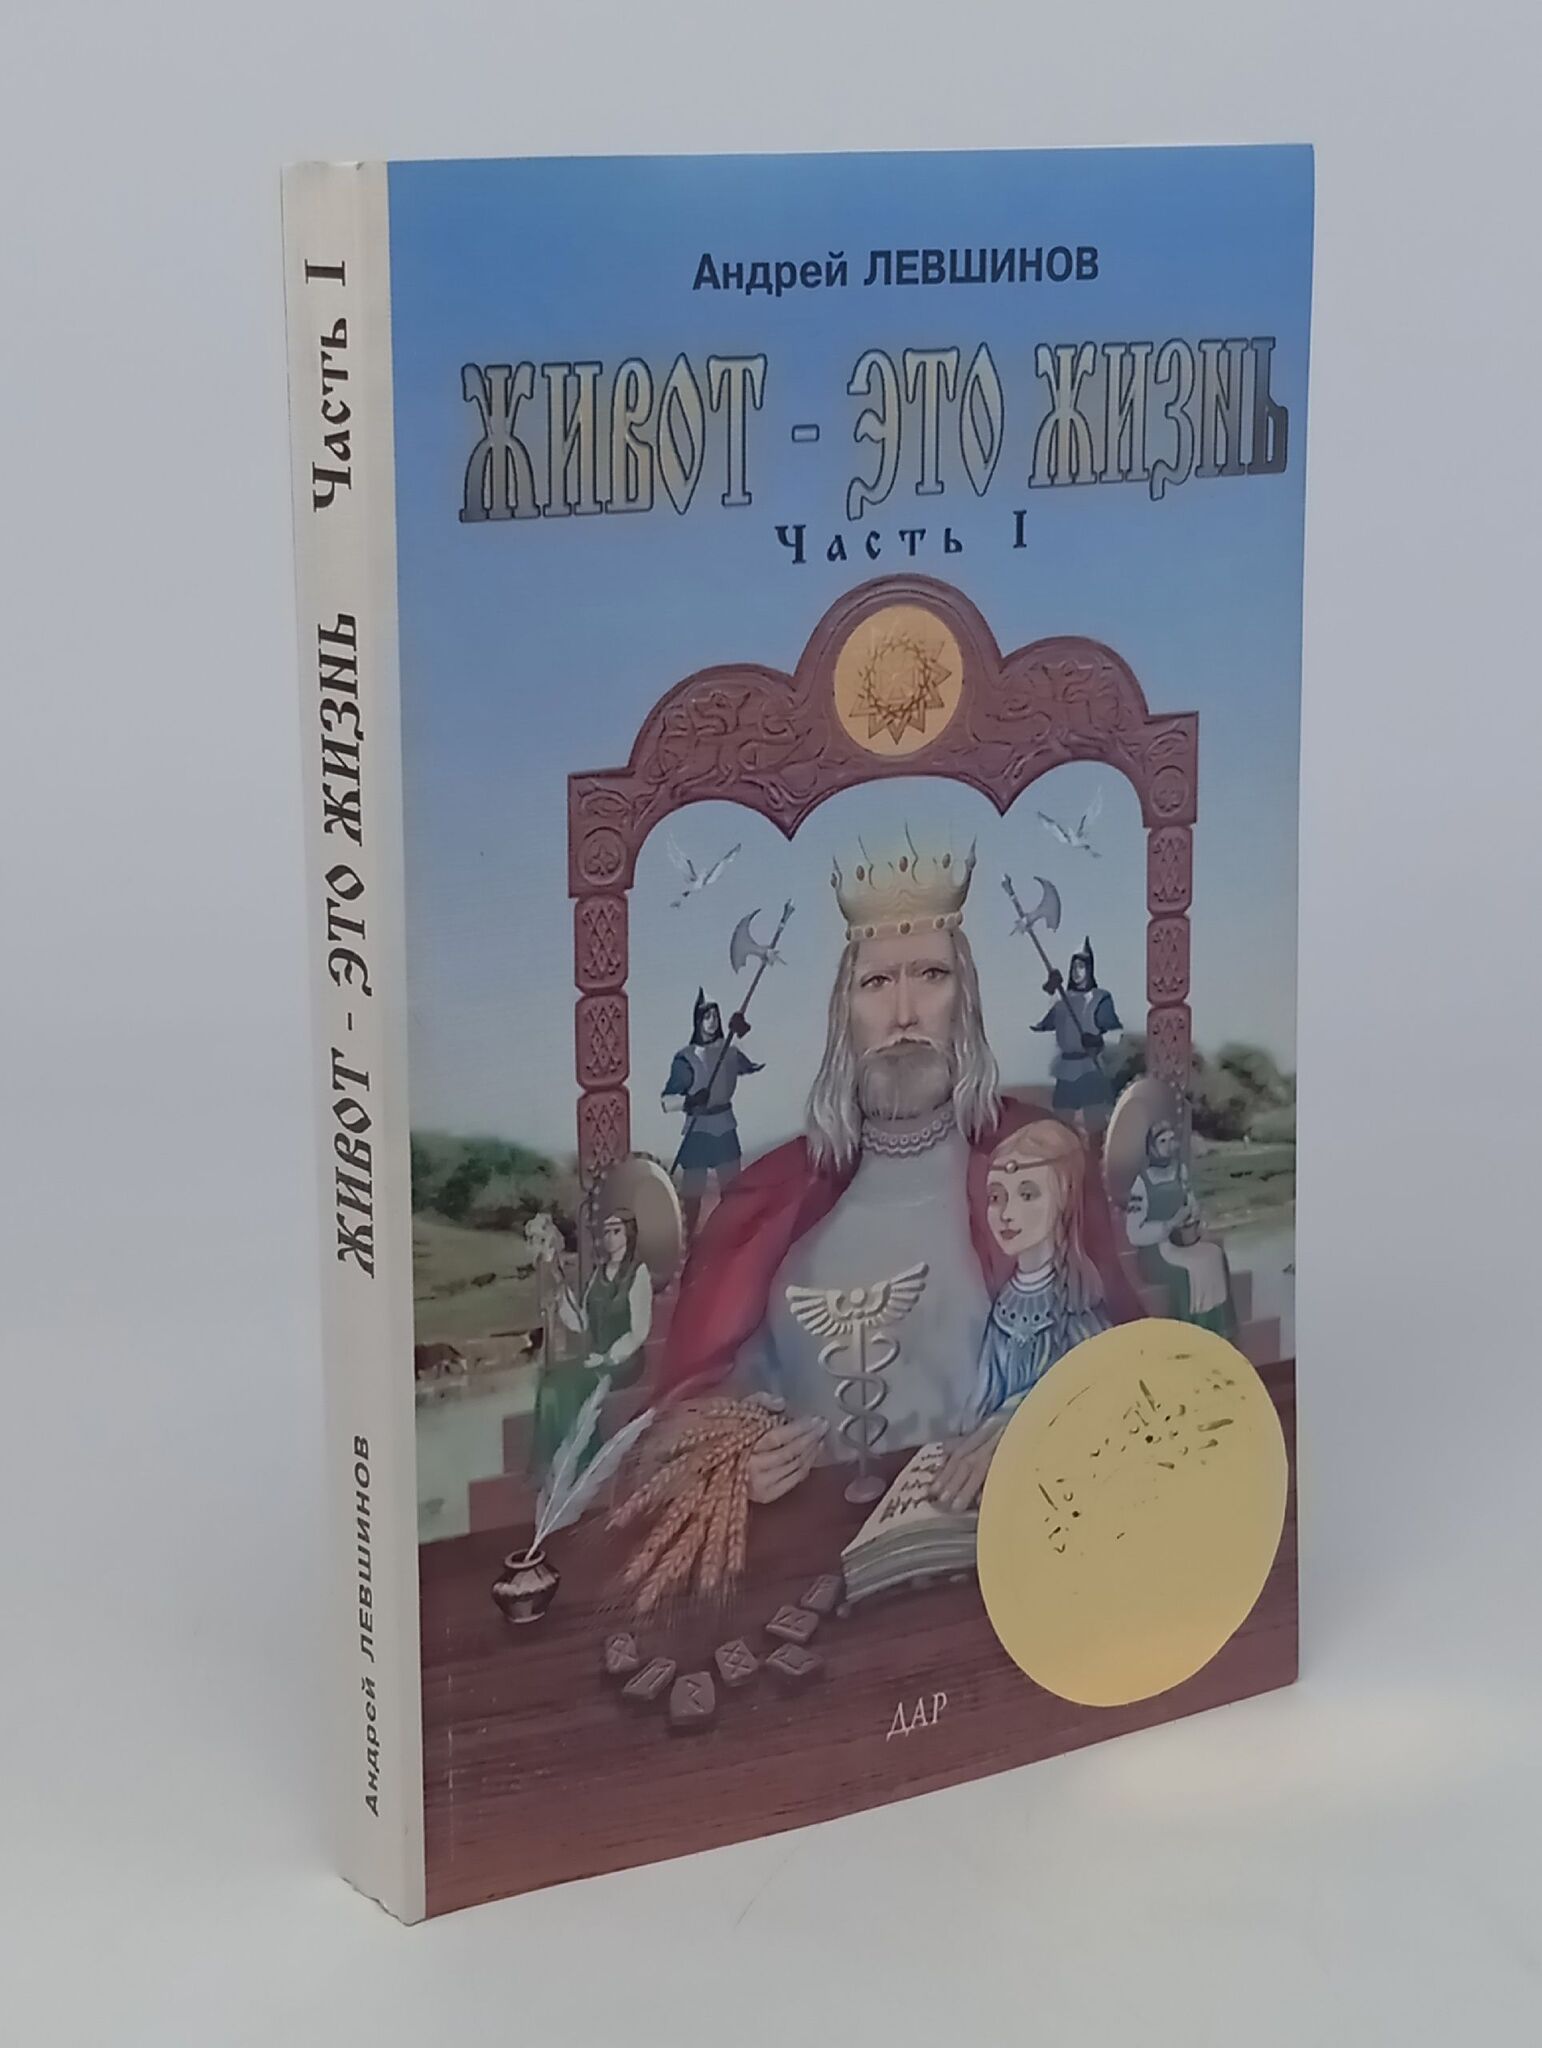 Андрей ЛЕВШИНОВ
ЖИВОТ - ЭТО ЖИЗНЬ
Часть I
ДАР
Андрей ЛЕВШИНОВ ЖИВОТ - ЭТО ЖИЗНЬ Часть I